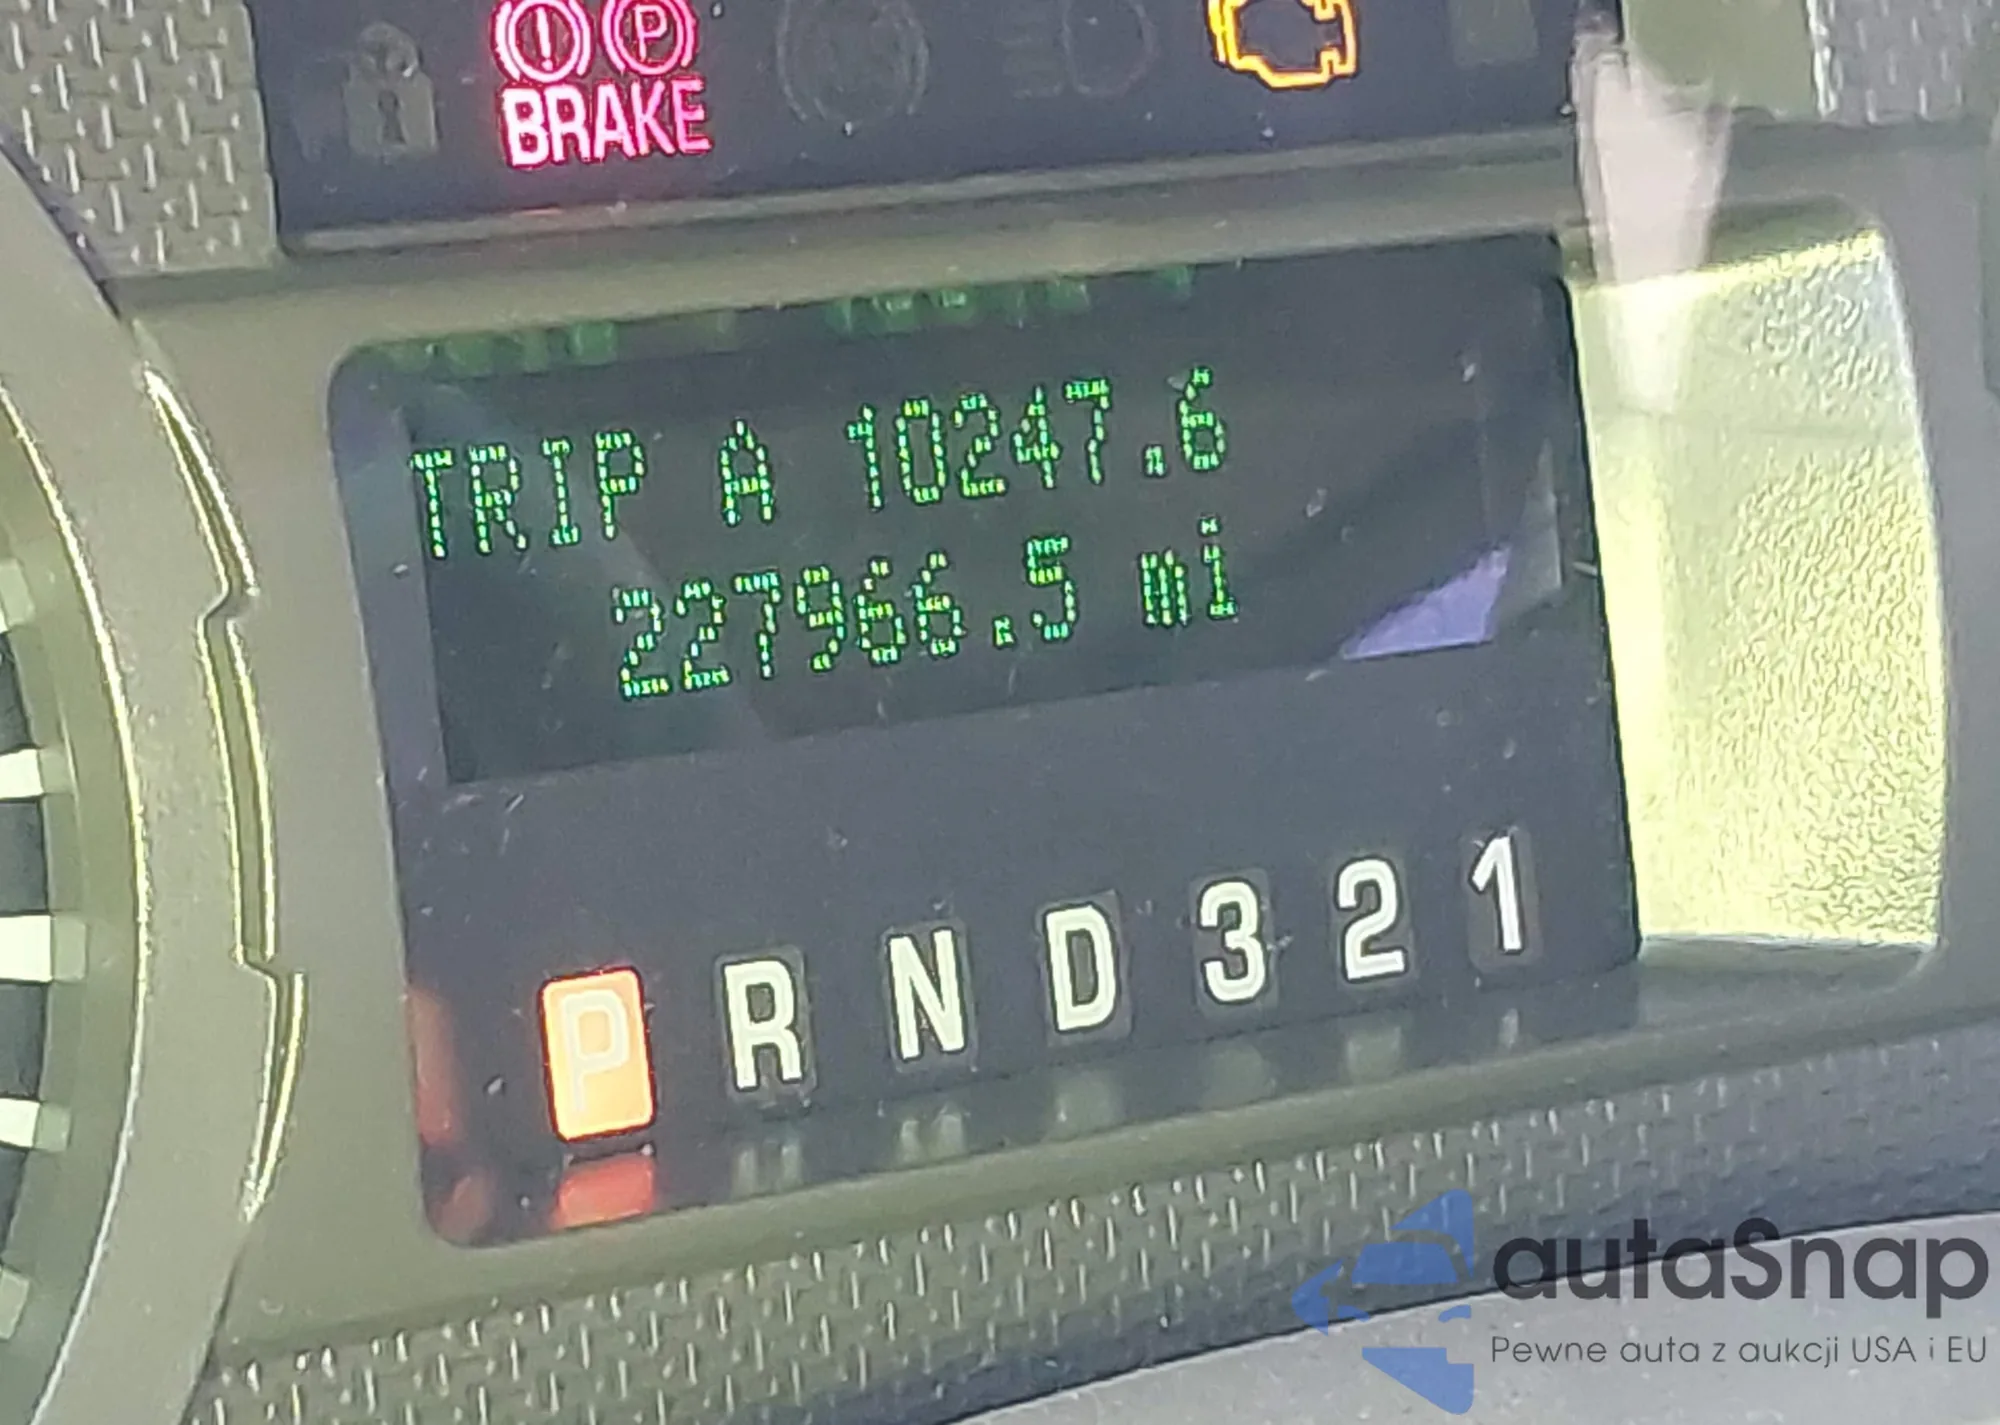 BRAKE
TRIP A 10247.6
227966.5 mi
P R N D 3 2 1
autaSnap
Pewne auta z aukcji USA i EU